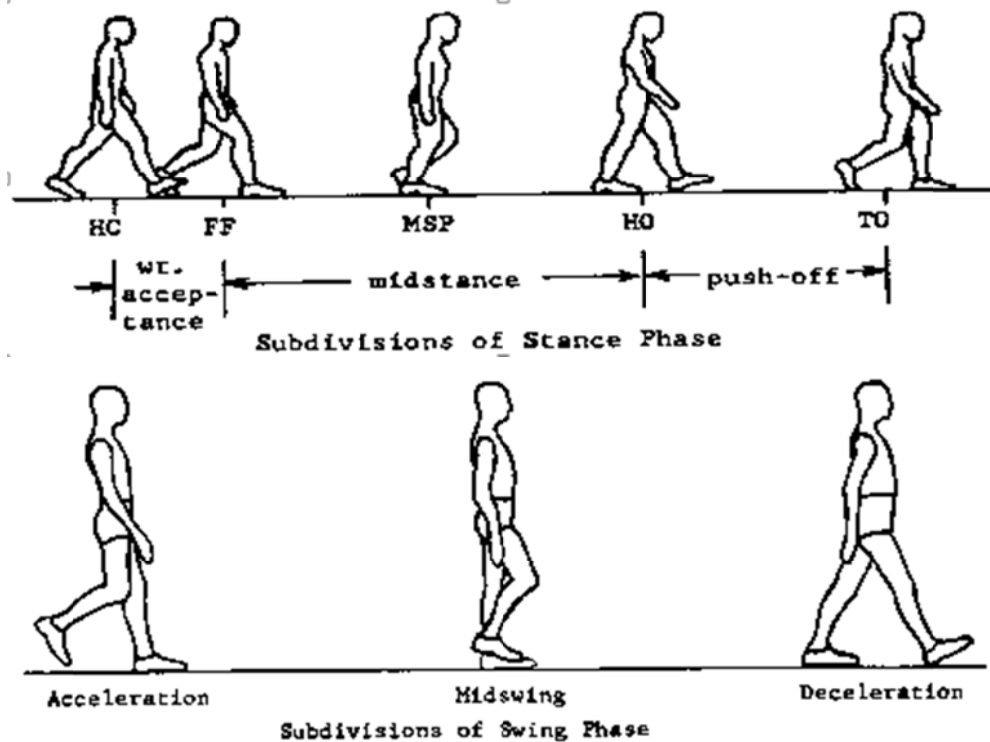 HC FF MSP HO TO
wt.
accep-
tance
midstance
push-off
Subdivisions of Stance Phase
Acceleration Midswing Deceleration
Subdivisions of Swing Phase